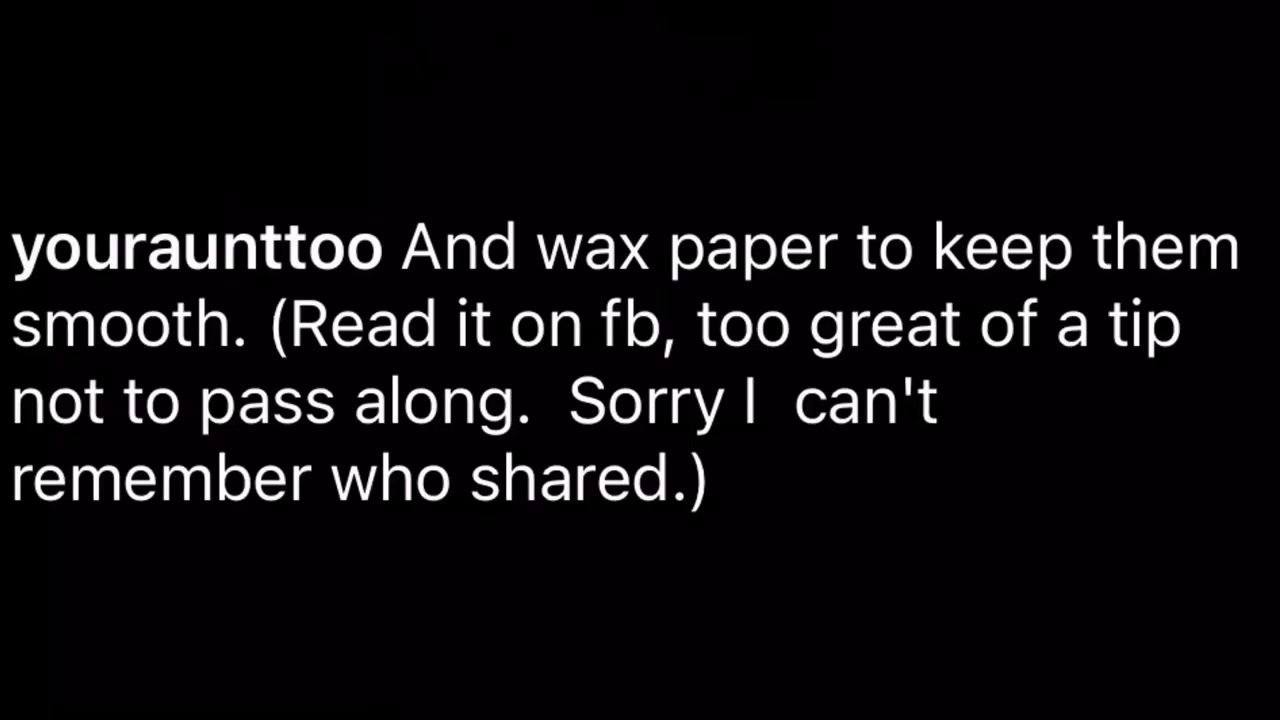 youraunttoo And wax paper to keep them
smooth. (Read it on fb, too great of a tip
not to pass along.  Sorry I  can't
remember who shared.)